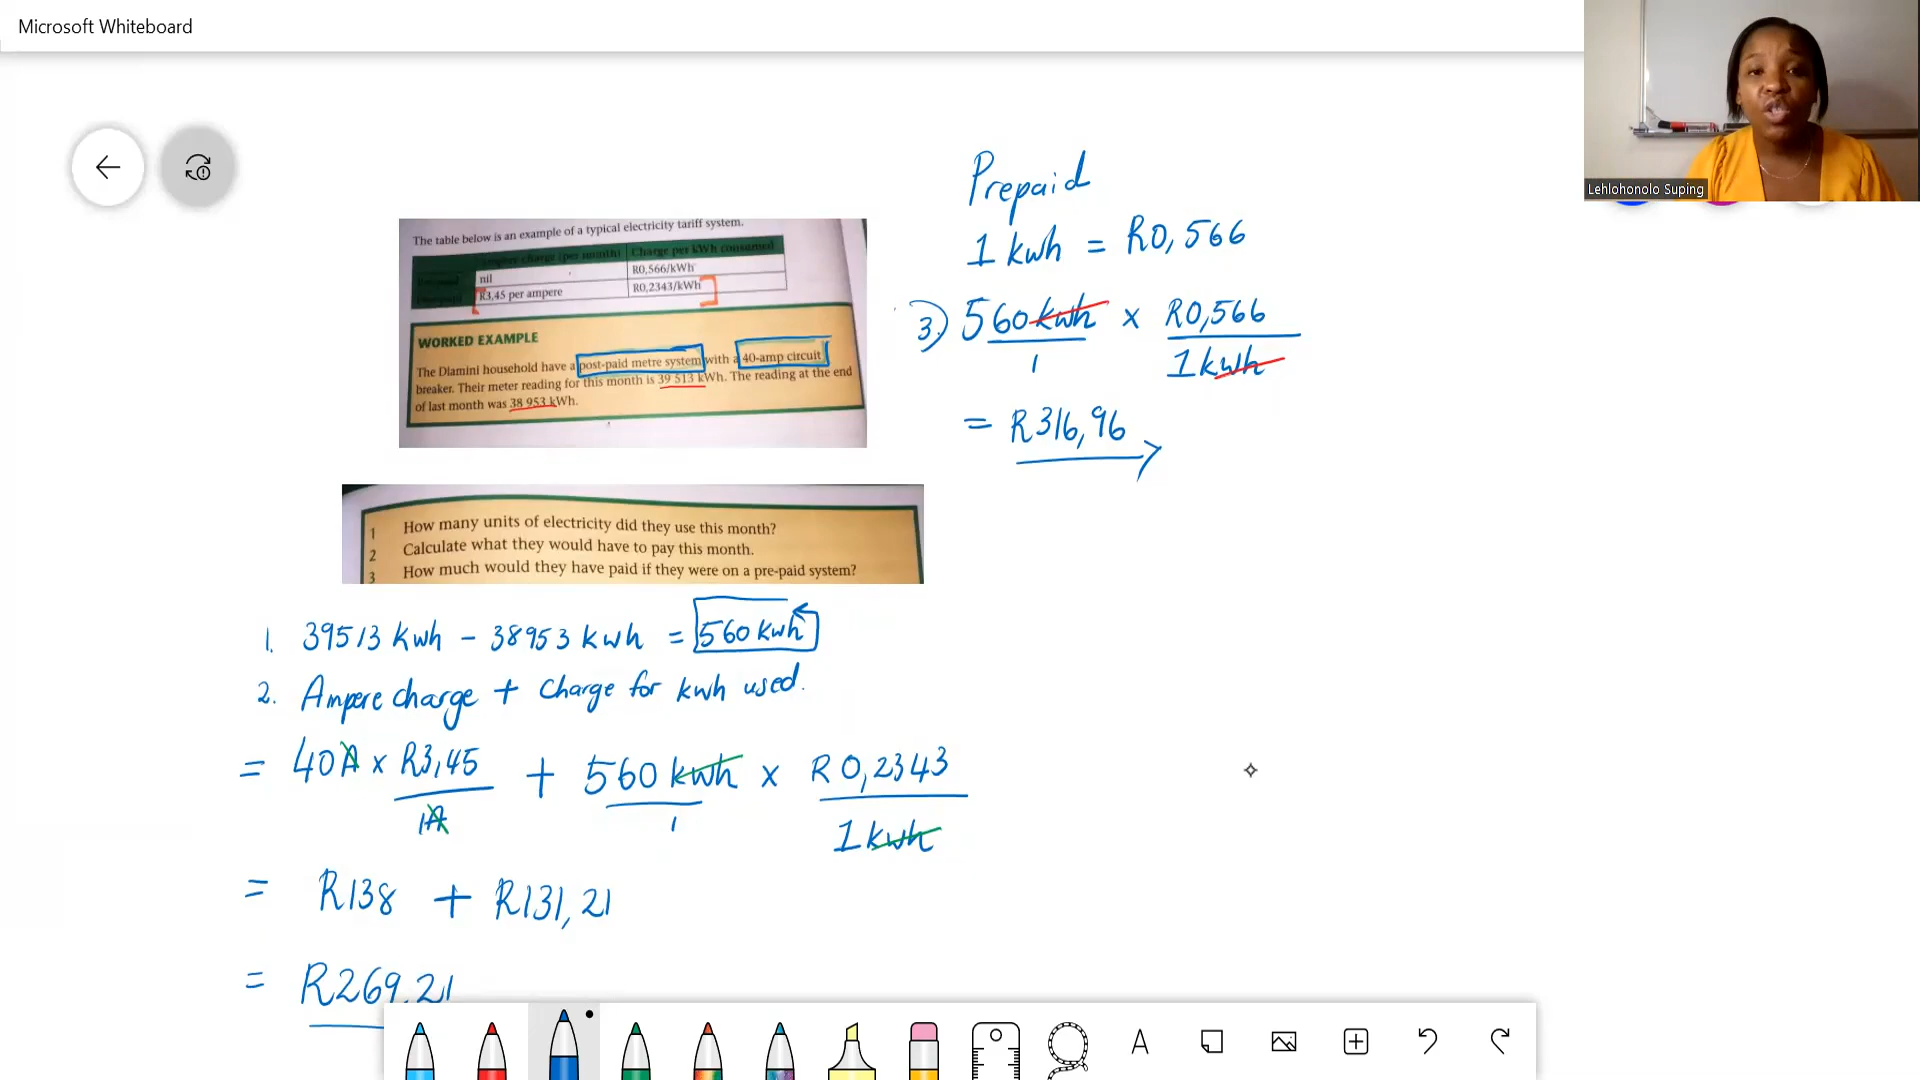 Microsoft Whiteboard
Lehlohonolo Suping
The table below is an example of a typical electricity tariff system.
Ampere charge (per month) Charge per kWh consumed
nil R0,566/kWh
R3,45 per ampere R0,2343/kWh
WORKED EXAMPLE
The Dlamini household have a post-paid metre system with a 40-amp circuit
breaker. Their meter reading for this month is 39 513 kWh. The reading at the end
of last month was 38 953 kWh.
1 How many units of electricity did they use this month?
2 Calculate what they would have to pay this month.
3 How much would they have paid if they were on a pre-paid system?
1. 39513 kwh - 38953 kwh = 560 kwh
2. Ampere charge + Charge for kwh used.
= 40A x R3,45 + 560 kwh x R0,2343
1A 1 1kwh
= R138 + R131,21
= R269,21
Prepaid
1 kwh = R0,566
3) 560kwh x R0,566
1 1kwh
= R316,96
A